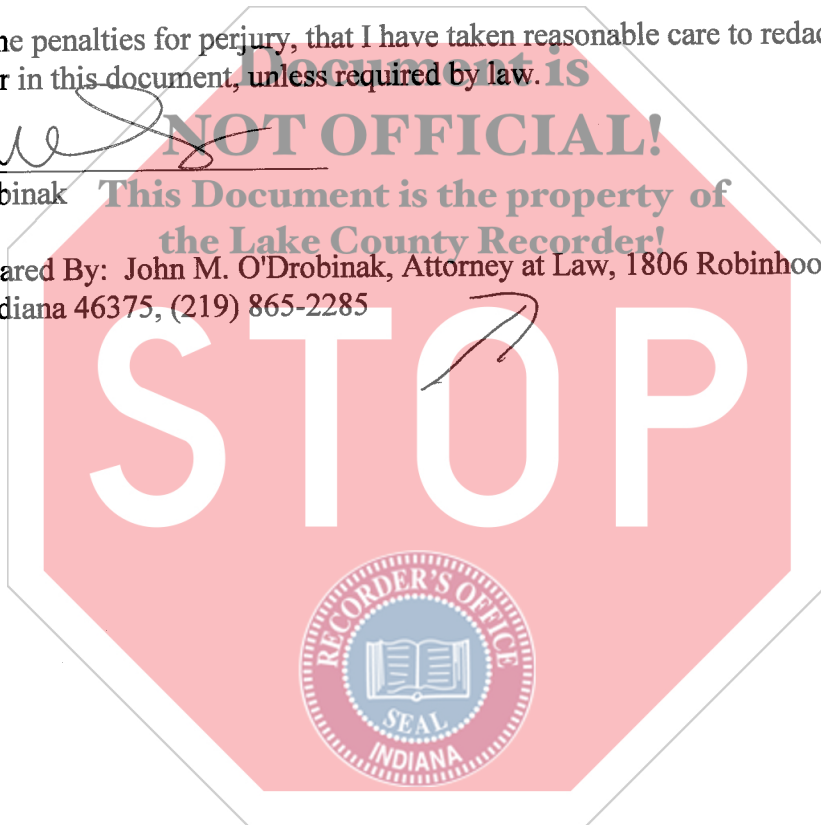 ne penalties for perjury, that I have taken reasonable care to redac
r in this document, unless required by law.
Document is
NOT OFFICIAL!
binak
This Document is the property of
the Lake County Recorder!
ared By: John M. O'Drobinak, Attorney at Law, 1806 Robinhoo
diana 46375, (219) 865-2285
STOP
RECORDER'S OFFICE
SEAL
INDIANA